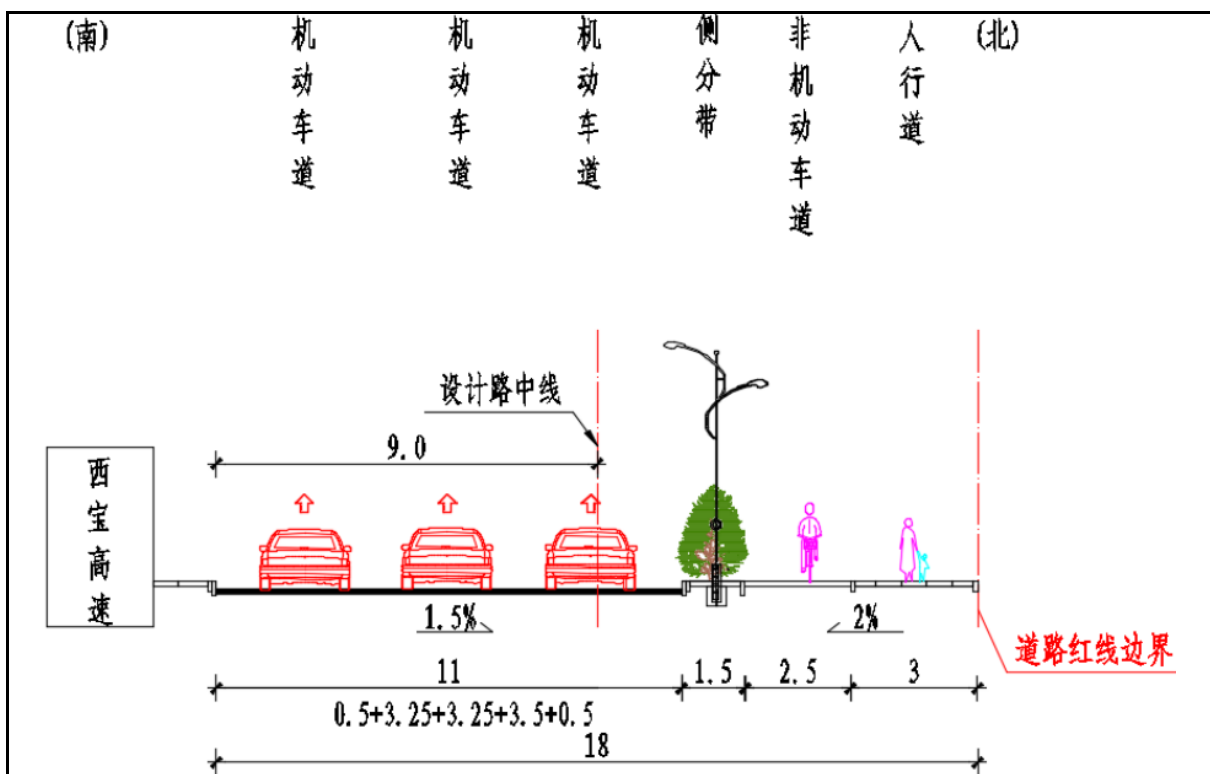 (南)
机动车道
机动车道
机动车道
侧分带
非机动车道
人行道
(北)
设计路中线
9.0
西宝高速
1.5%
2%
道路红线边界
11
1.5
2.5
3
0.5+3.25+3.25+3.5+0.5
18